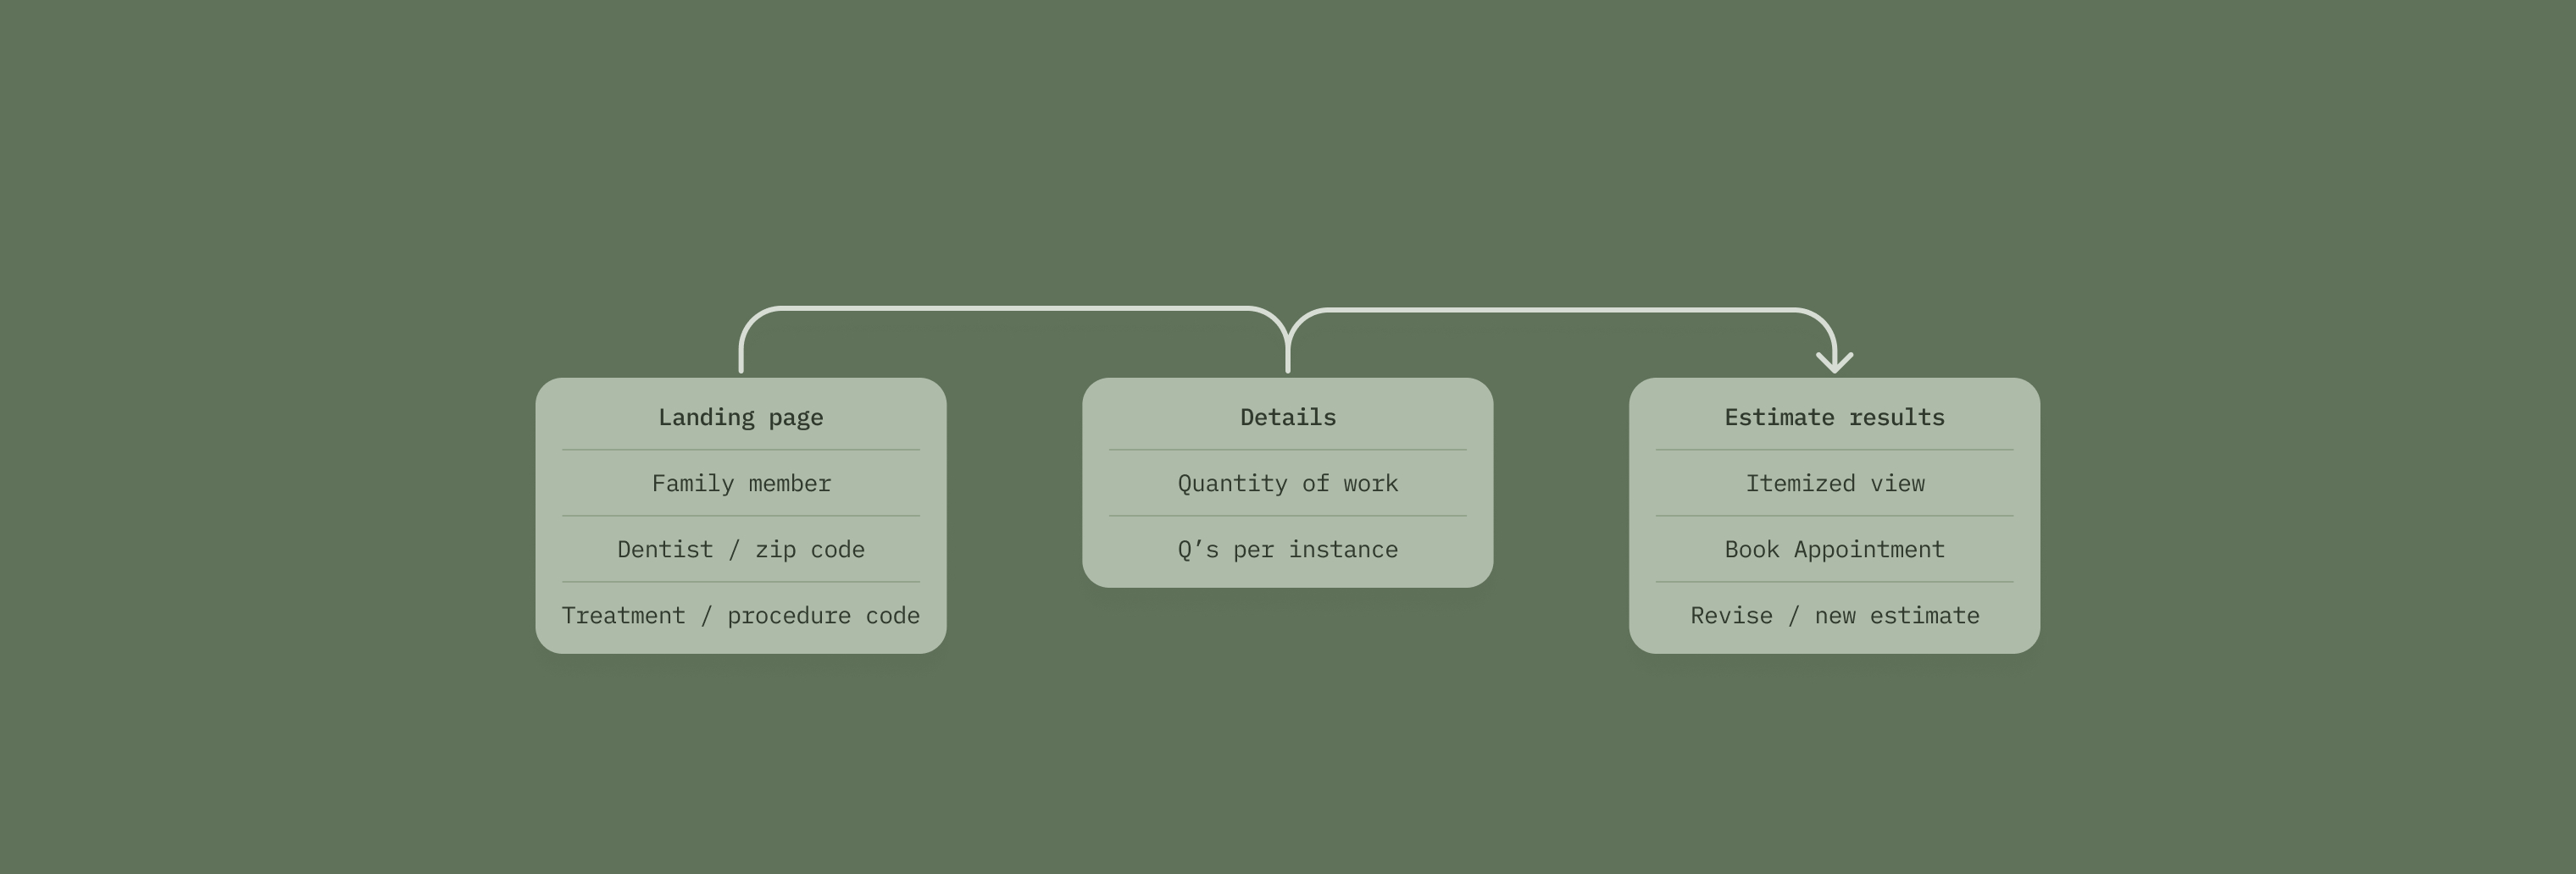 Landing page
Family member
Dentist / zip code
Treatment / procedure code
Details
Quantity of work
Q’s per instance
Estimate results
Itemized view
Book Appointment
Revise / new estimate